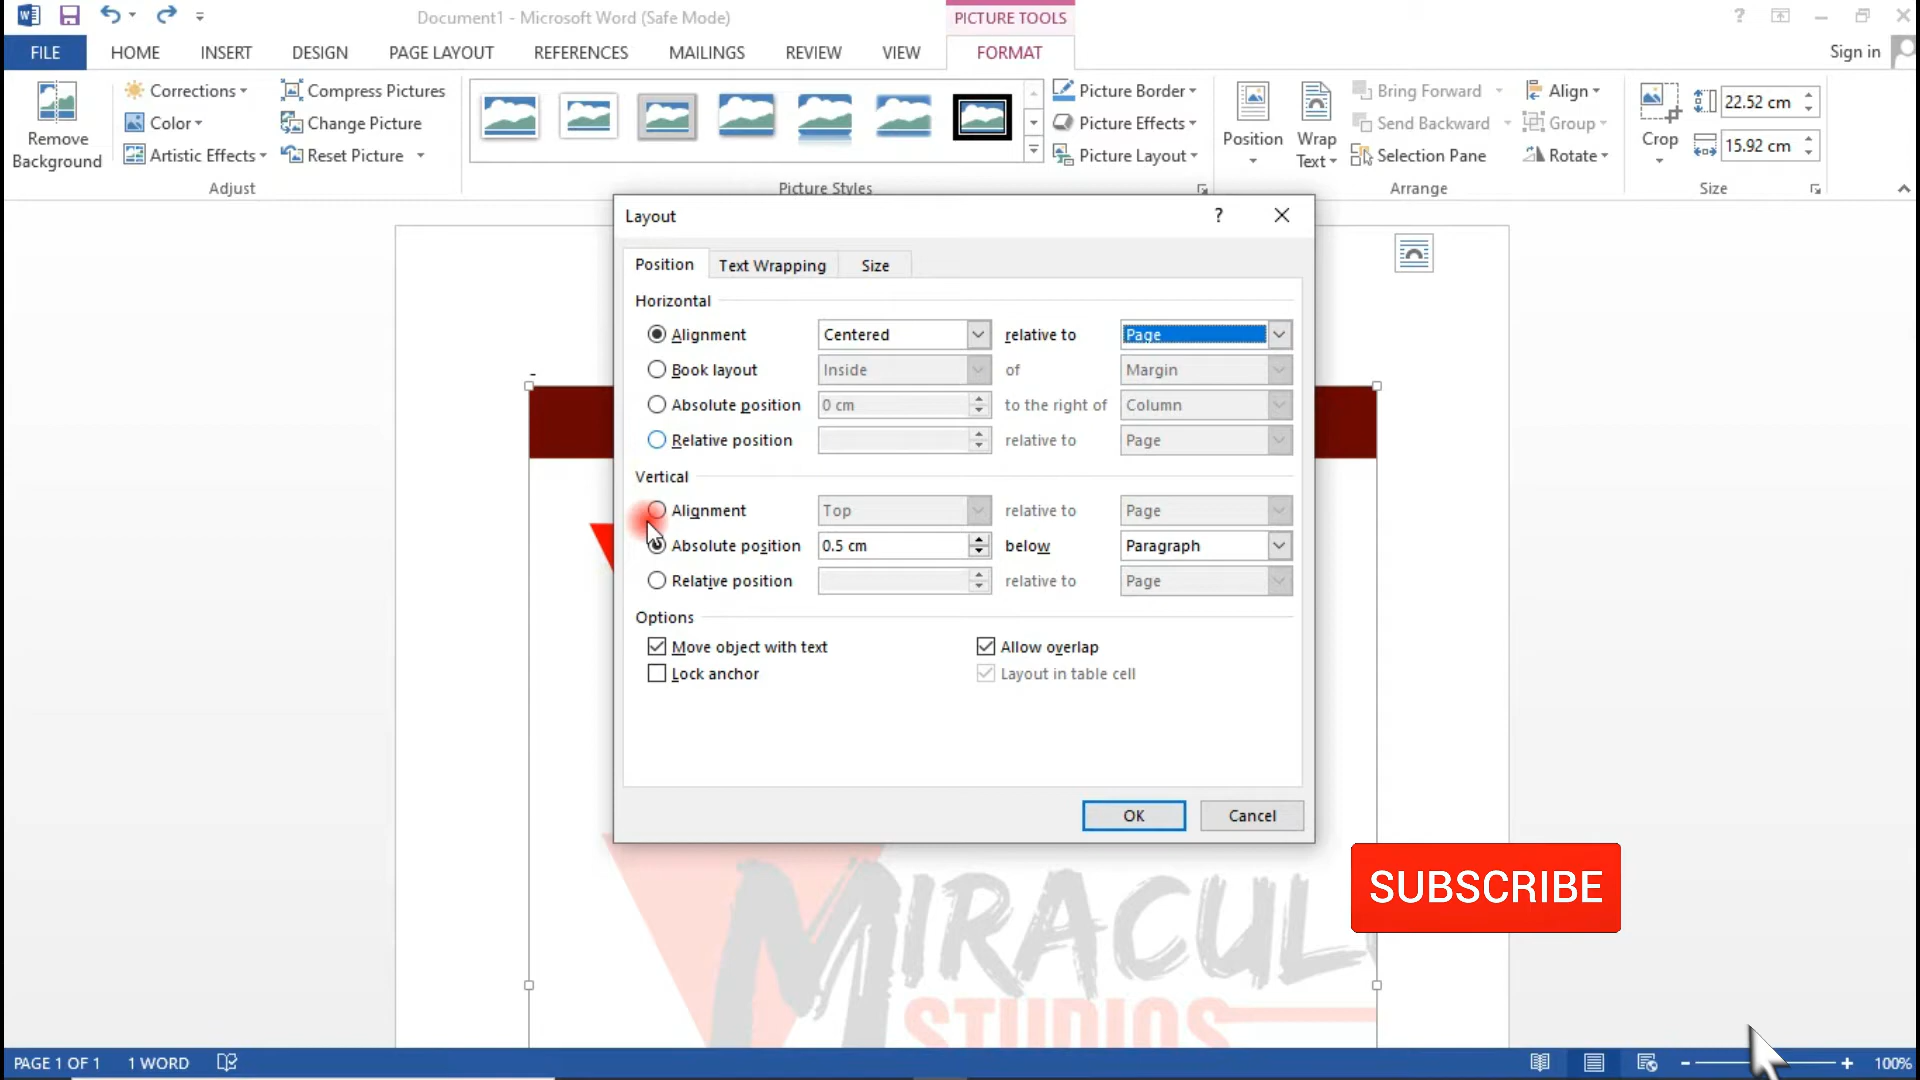 Document1 - Microsoft Word (Safe Mode)
PICTURE TOOLS
?
FILE
HOME
INSERT
DESIGN
PAGE LAYOUT
REFERENCES
MAILINGS
REVIEW
VIEW
FORMAT
Sign in
Remove
Background
Corrections
Color
Artistic Effects
Compress Pictures
Change Picture
Reset Picture
Adjust
Picture Styles
Picture Border
Picture Effects
Picture Layout
Position
Wrap
Text
Bring Forward
Send Backward
Selection Pane
Align
Group
Rotate
Arrange
Crop
22.52 cm
15.92 cm
Size
Layout
?
Position
Text Wrapping
Size
Horizontal
Alignment Centered relative to Page
Book layout Inside of Margin
Absolute position 0 cm to the right of Column
Relative position relative to Page
Vertical
Alignment Top relative to Page
Absolute position 0.5 cm below Paragraph
Relative position relative to Page
Options
Move object with text
Allow overlap
Lock anchor
Layout in table cell
OK
Cancel
SUBSCRIBE
MIRACUL
STUDIOS
PAGE 1 OF 1
1 WORD
100%